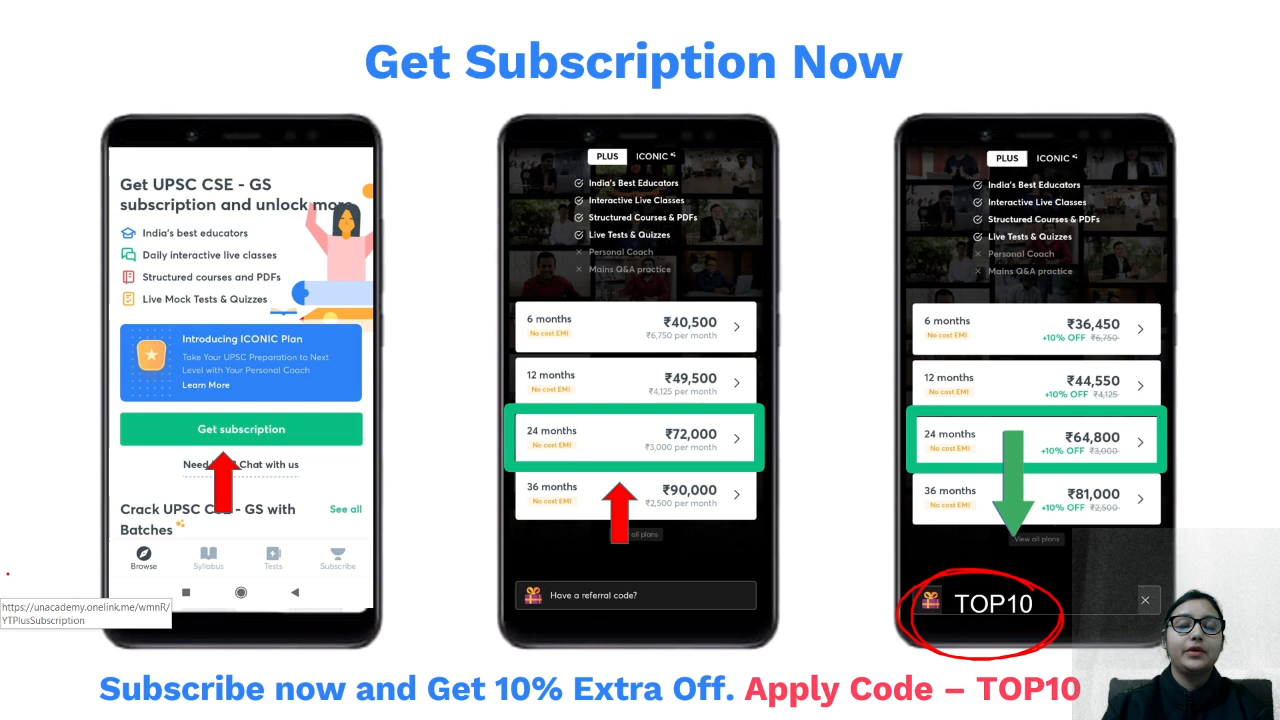 Get Subscription Now
Get UPSC CSE - GS
subscription and unlock more
India's best educators
Daily interactive live classes
Structured courses and PDFs
Live Mock Tests & Quizzes
Introducing ICONIC Plan
Take Your UPSC Preparation to Next
Level with Your Personal Coach
Learn More
Get subscription
Need Chat with us
Crack UPSC CSE - GS with
Batches
See all
Browse
Syllabus
Tests
Subscribe
https://unacademy.onelink.me/wmnR/
YTPlusSubscription
PLUS ICONIC
India's Best Educators
Interactive Live Classes
Structured Courses & PDFs
Live Tests & Quizzes
Personal Coach
Mains Q&A practice
6 months ₹40,500
No cost EMI ₹6,750 per month
12 months ₹49,500
No cost EMI ₹4,125 per month
24 months ₹72,000
No cost EMI ₹3,000 per month
36 months ₹90,000
No cost EMI ₹2,500 per month
all plans
Have a referral code?
PLUS ICONIC
India's Best Educators
Interactive Live Classes
Structured Courses & PDFs
Live Tests & Quizzes
Personal Coach
Mains Q&A practice
6 months ₹36,450
No cost EMI +10% OFF ₹6,750
12 months ₹44,550
No cost EMI +10% OFF ₹4,125
24 months ₹64,800
No cost EMI +10% OFF ₹3,000
36 months ₹81,000
No cost EMI +10% OFF ₹2,500
View all plans
TOP10
Subscribe now and Get 10% Extra Off. Apply Code – TOP10